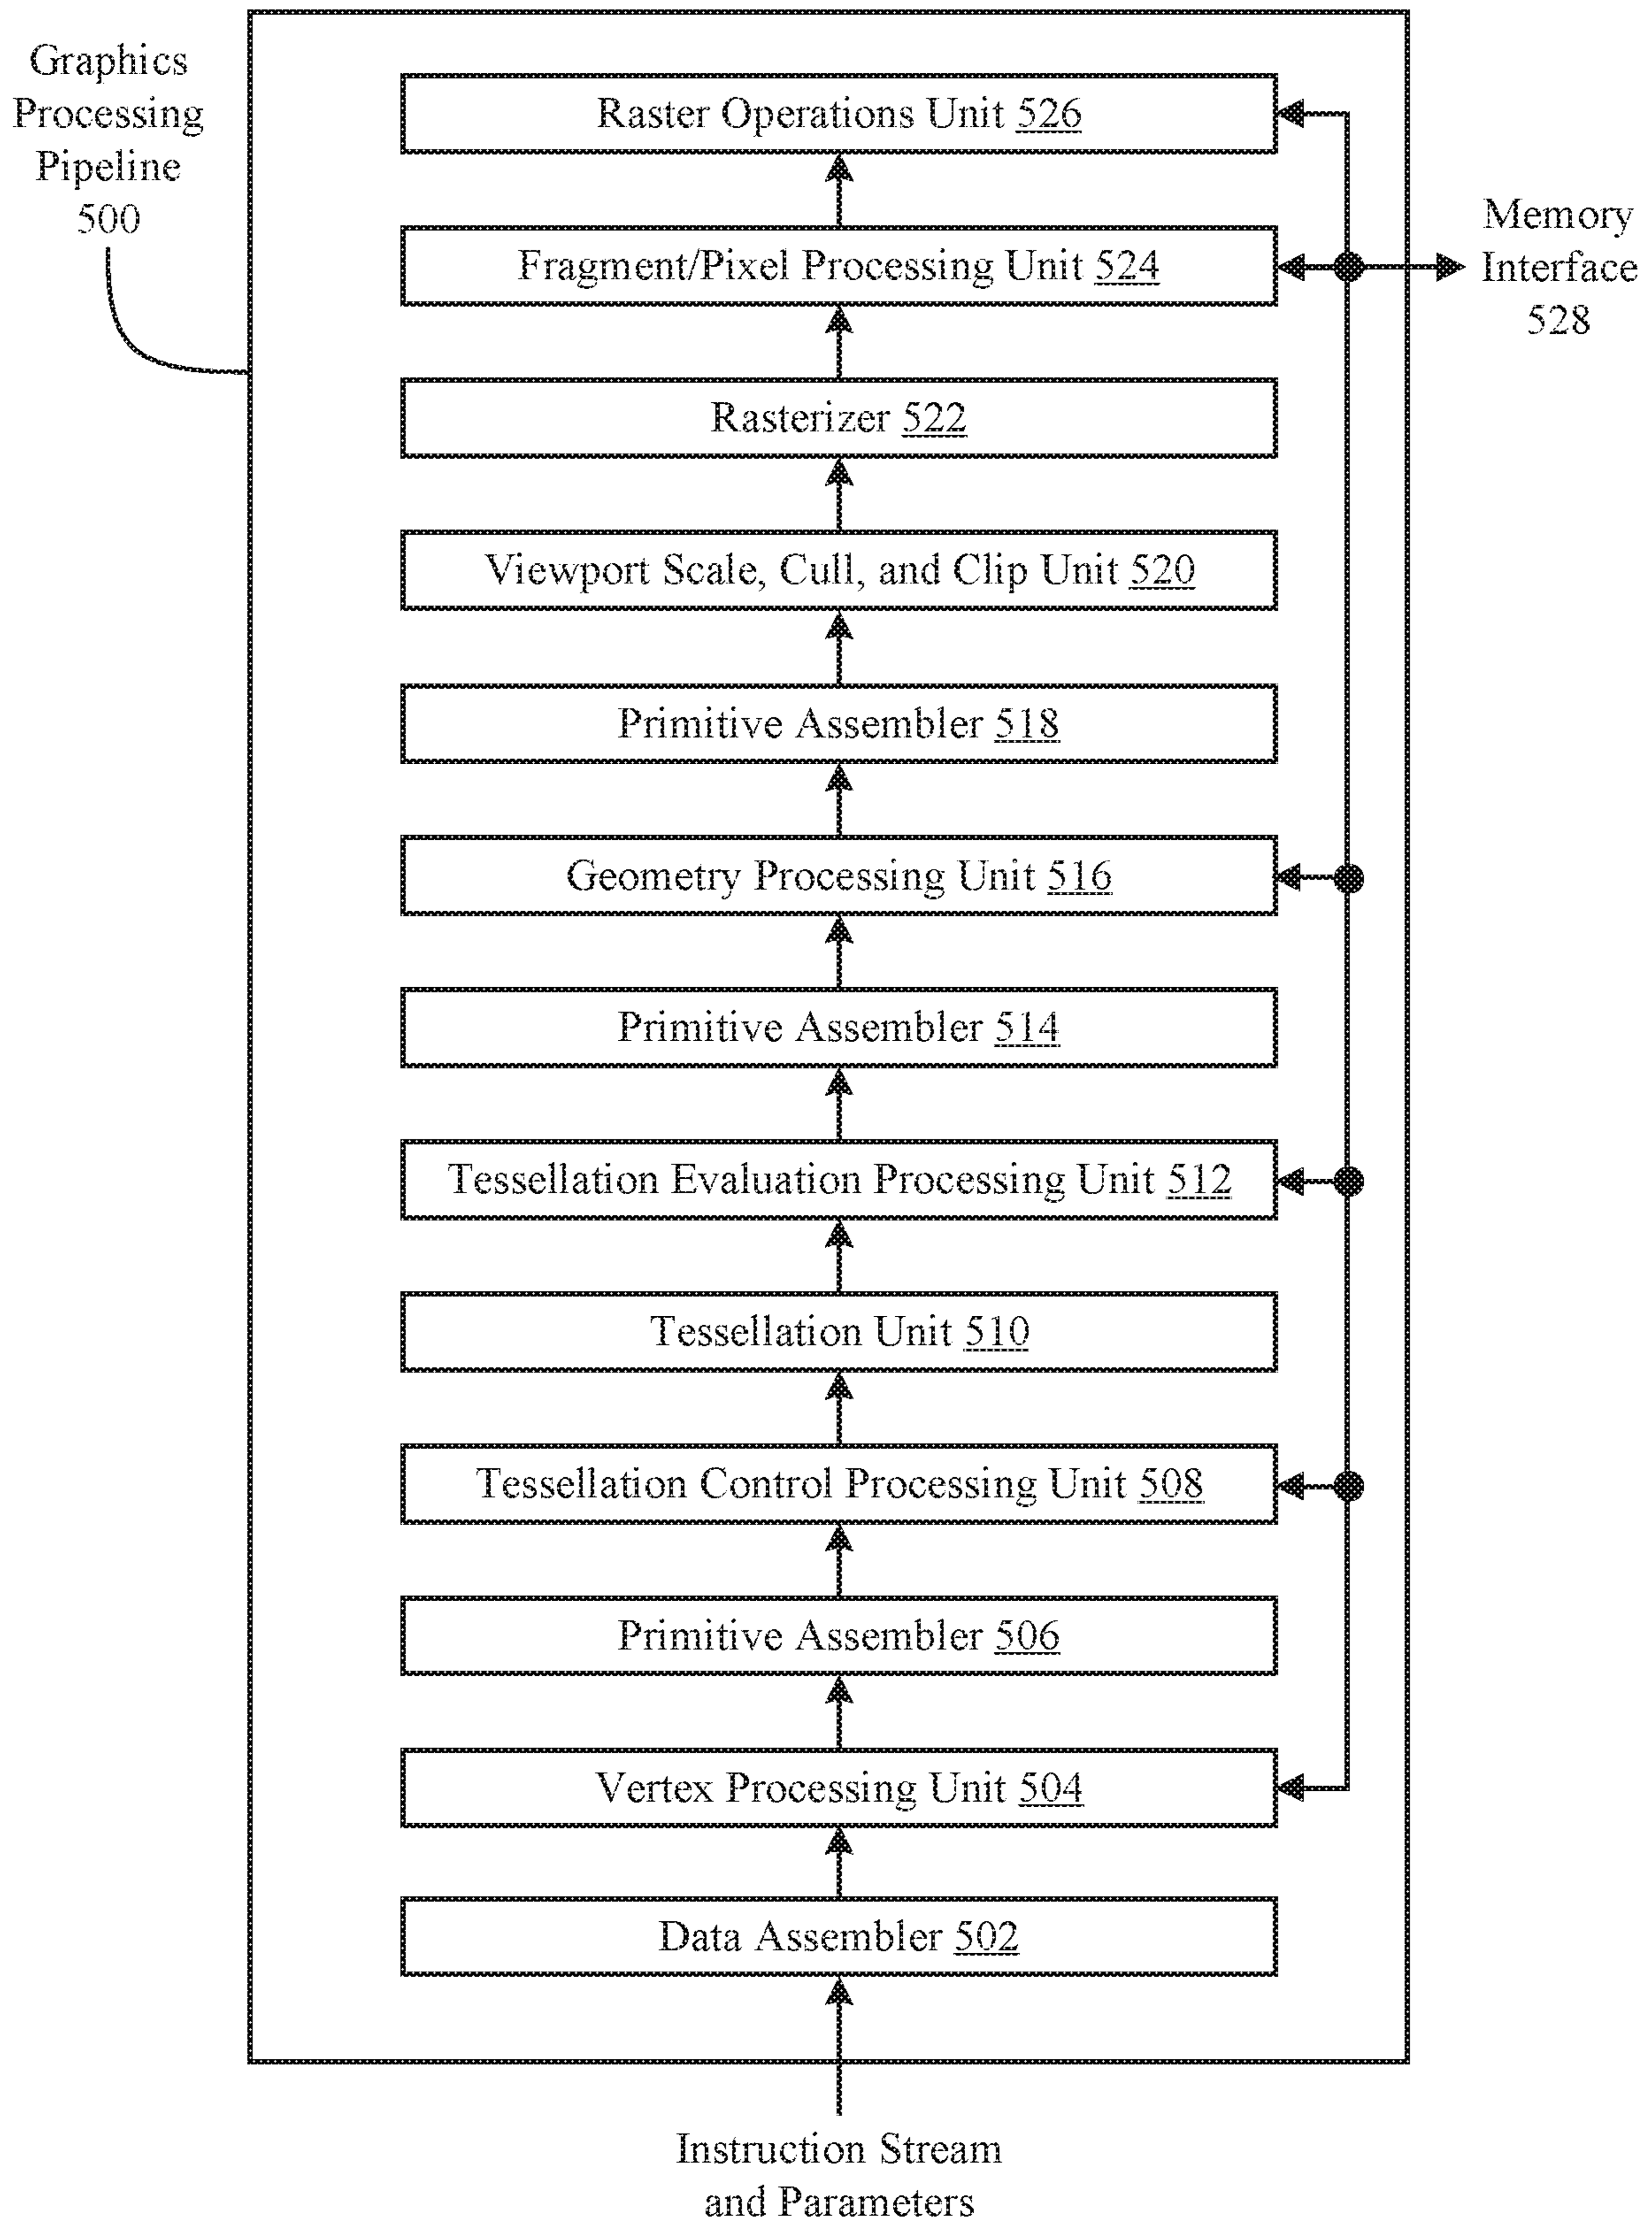 Graphics
Processing
Pipeline
500
Raster Operations Unit 526
Fragment/Pixel Processing Unit 524
Memory
Interface
528
Rasterizer 522
Viewport Scale, Cull, and Clip Unit 520
Primitive Assembler 518
Geometry Processing Unit 516
Primitive Assembler 514
Tessellation Evaluation Processing Unit 512
Tessellation Unit 510
Tessellation Control Processing Unit 508
Primitive Assembler 506
Vertex Processing Unit 504
Data Assembler 502
Instruction Stream
and Parameters